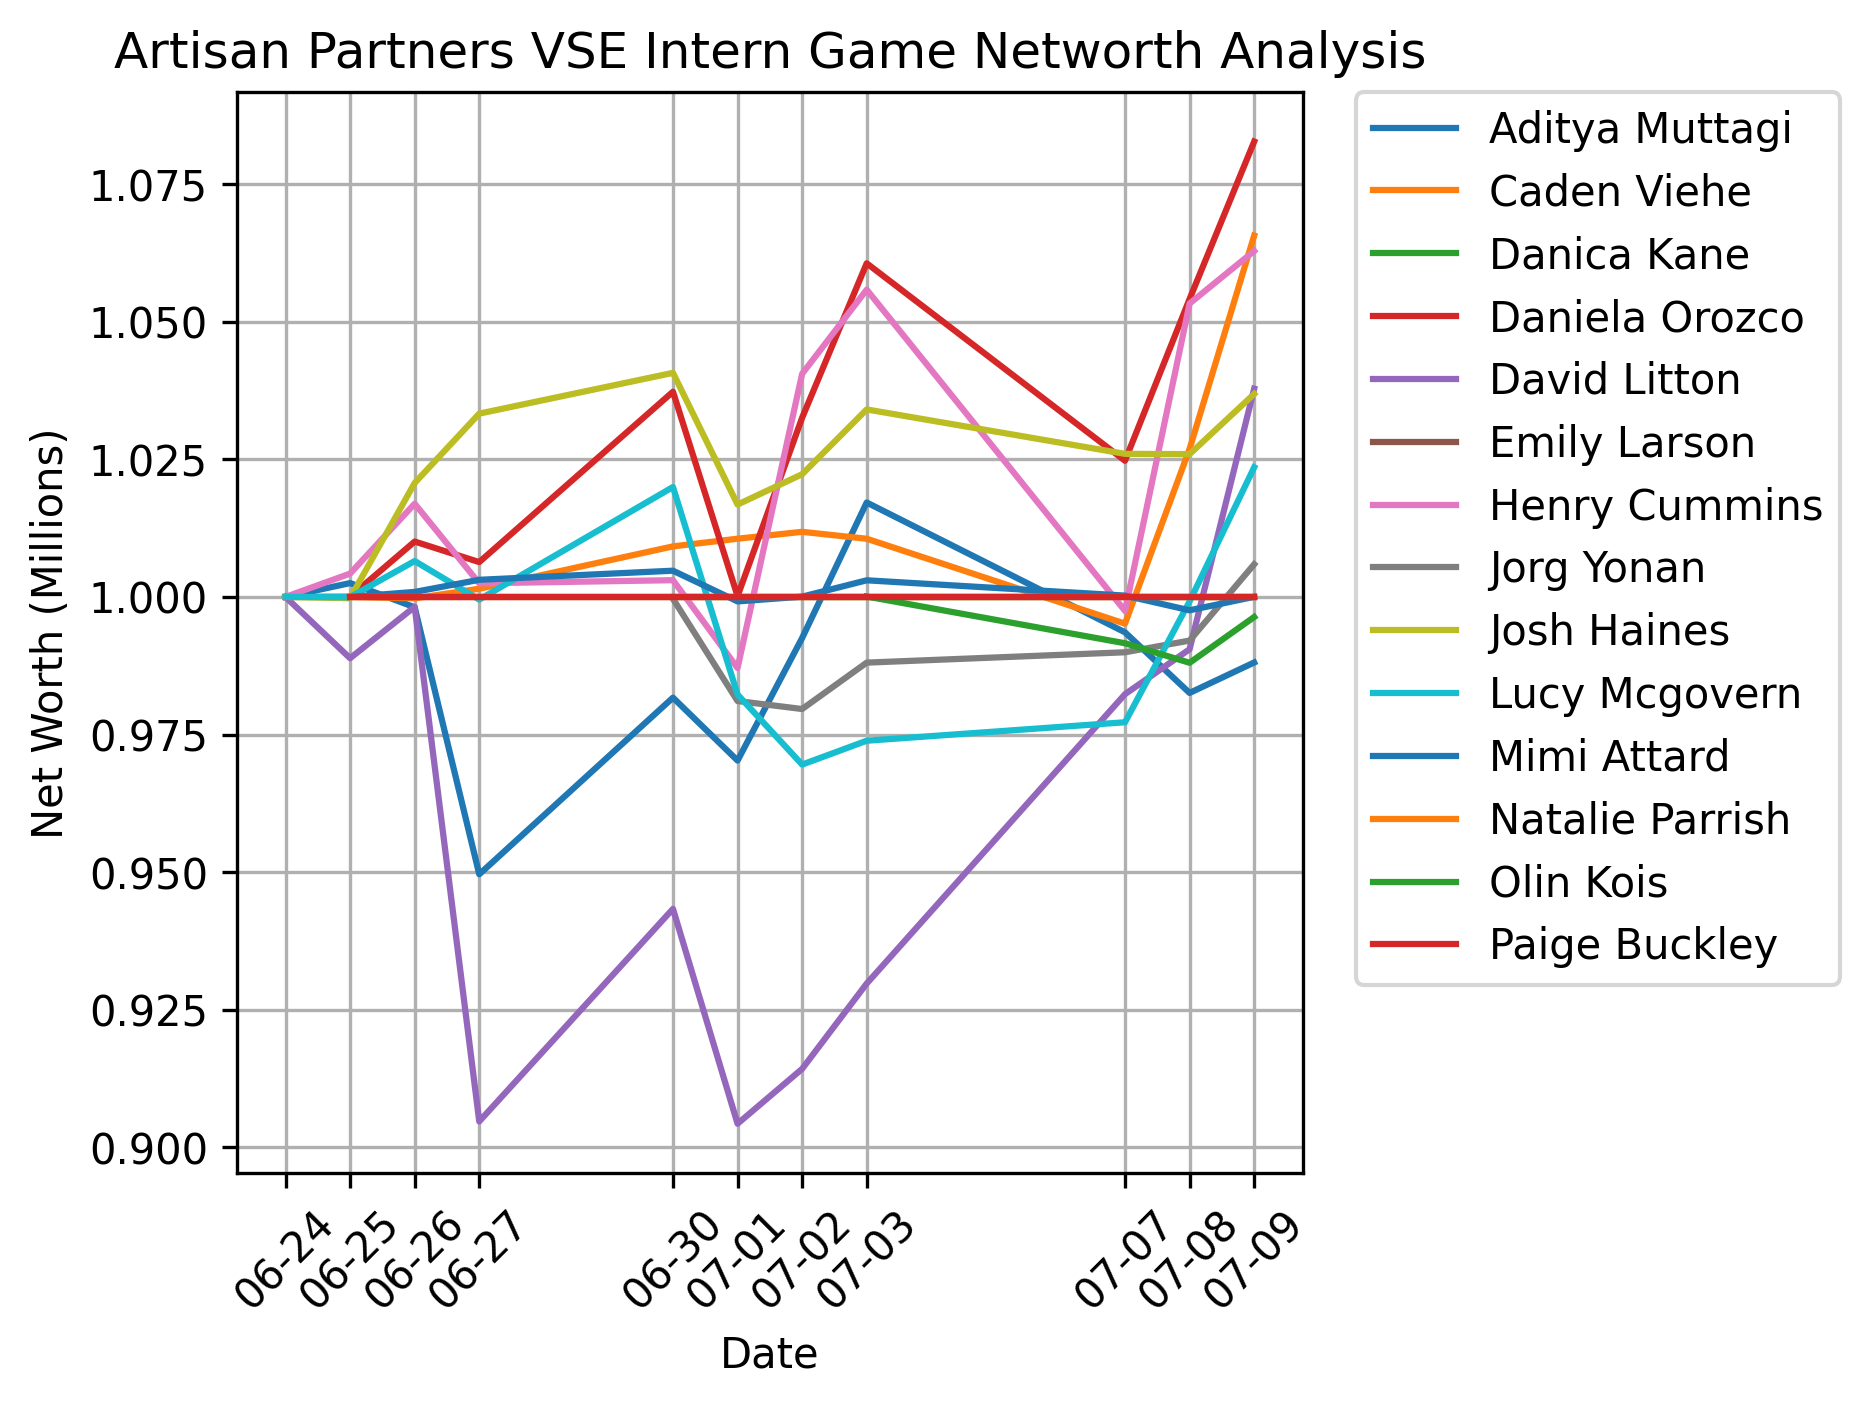 Artisan Partners VSE Intern Game Networth Analysis
Net Worth (Millions)
1.075
1.050
1.025
1.000
0.975
0.950
0.925
0.900
06-24
06-25
06-26
06-27
06-30
07-01
07-02
07-03
07-07
07-08
07-09
Date
Aditya Muttagi
Caden Viehe
Danica Kane
Daniela Orozco
David Litton
Emily Larson
Henry Cummins
Jorg Yonan
Josh Haines
Lucy Mcgovern
Mimi Attard
Natalie Parrish
Olin Kois
Paige Buckley